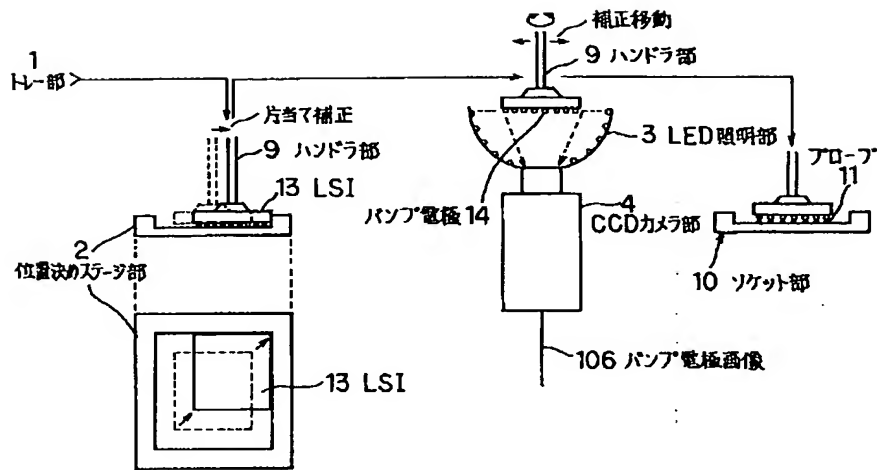 補正移動
9 ハンドラ部
1
トレー部
片当て補正
9 ハンドラ部
13 LSI
3 LED照明部
プローブ
11
バンプ電極 14
4
CCDカメラ部
2
位置決めステージ部
10 ソケット部
106 バンプ電極画像
13 LSI